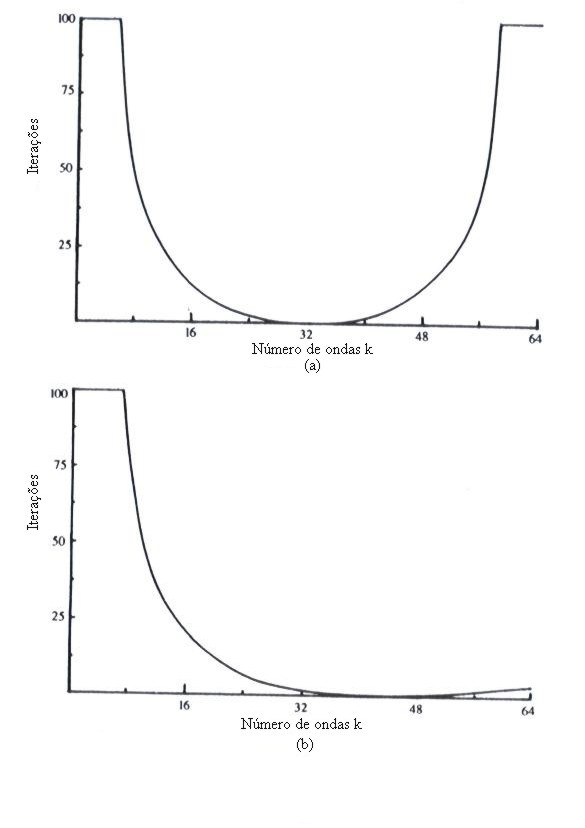 100
75
50
25
Iterações
16
32
48
64
Número de ondas k
(a)
100
75
50
25
Iterações
16
32
48
64
Número de ondas k
(b)